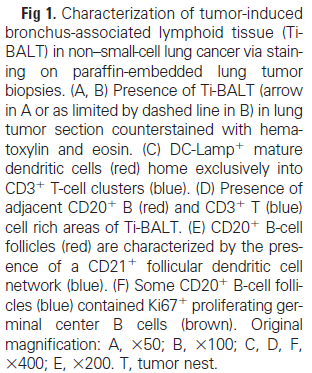 Fig 1. Characterization of tumor-induced
bronchus-associated lymphoid tissue (Ti-
BALT) in non–small-cell lung cancer via stain-
ing on paraffin-embedded lung tumor
biopsies. (A, B) Presence of Ti-BALT (arrow
in A or as limited by dashed line in B) in lung
tumor section counterstained with hema-
toxylin and eosin. (C) DC-Lamp⁺ mature
dendritic cells (red) home exclusively into
CD3⁺ T-cell clusters (blue). (D) Presence of
adjacent CD20⁺ B (red) and CD3⁺ T (blue)
cell rich areas of Ti-BALT. (E) CD20⁺ B-cell
follicles (red) are characterized by the pres-
ence of a CD21⁺ follicular dendritic cell
network (blue). (F) Some CD20⁺ B-cell folli-
cles (blue) contained Ki67⁺ proliferating ger-
minal center B cells (brown). Original
magnification: A, ×50; B, ×100; C, D, F,
×400; E, ×200. T, tumor nest.